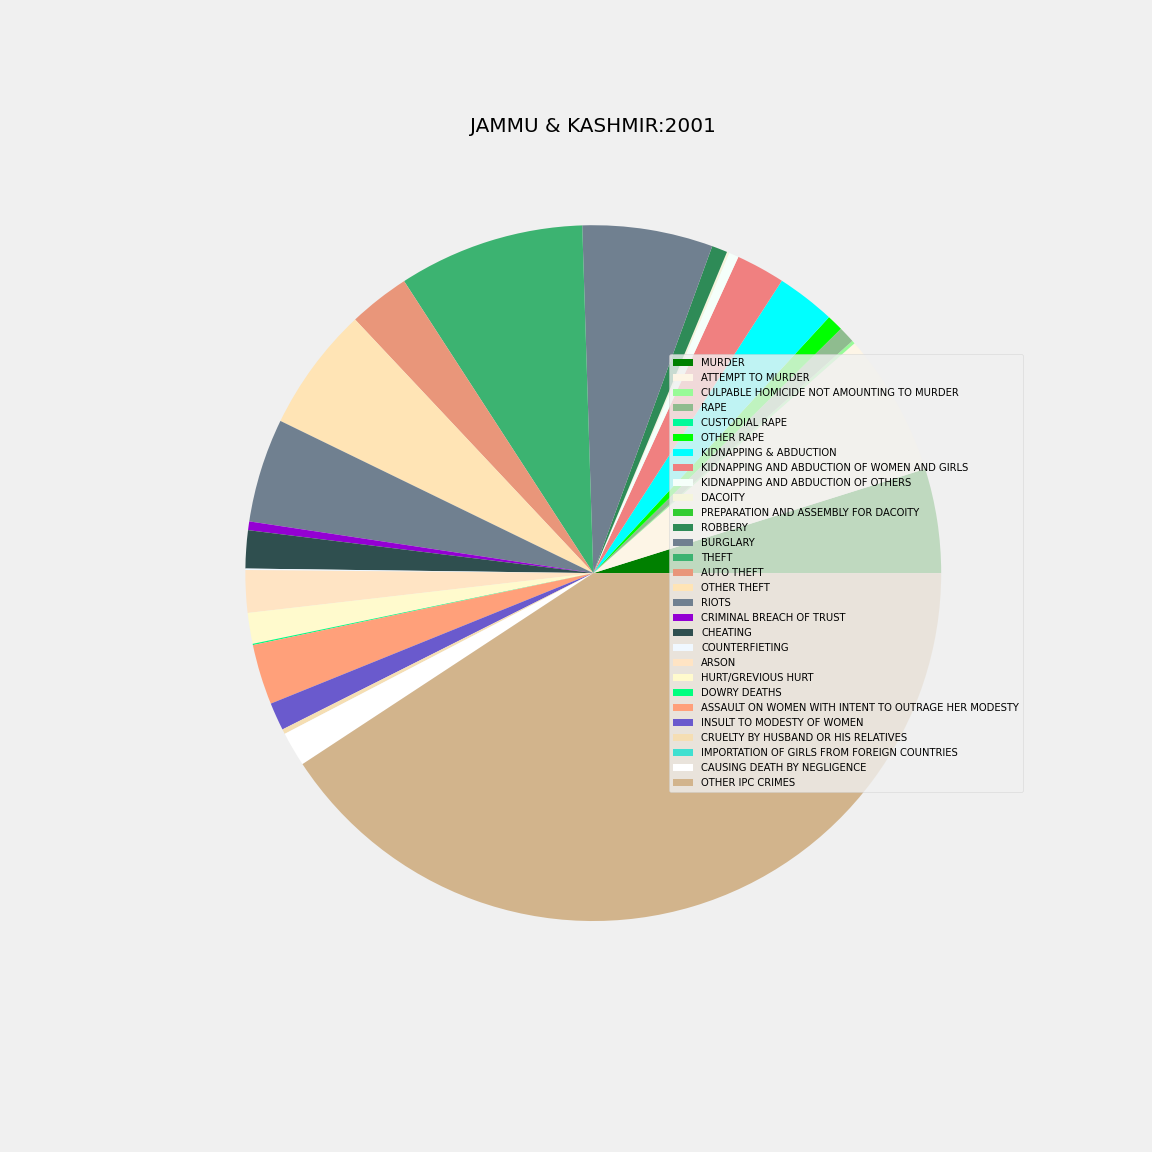 JAMMU & KASHMIR:2001
MURDER
ATTEMPT TO MURDER
CULPABLE HOMICIDE NOT AMOUNTING TO MURDER
RAPE
CUSTODIAL RAPE
OTHER RAPE
KIDNAPPING & ABDUCTION
KIDNAPPING AND ABDUCTION OF WOMEN AND GIRLS
KIDNAPPING AND ABDUCTION OF OTHERS
DACOITY
PREPARATION AND ASSEMBLY FOR DACOITY
ROBBERY
BURGLARY
THEFT
AUTO THEFT
OTHER THEFT
RIOTS
CRIMINAL BREACH OF TRUST
CHEATING
COUNTERFIETING
ARSON
HURT/GREVIOUS HURT
DOWRY DEATHS
ASSAULT ON WOMEN WITH INTENT TO OUTRAGE HER MODESTY
INSULT TO MODESTY OF WOMEN
CRUELTY BY HUSBAND OR HIS RELATIVES
IMPORTATION OF GIRLS FROM FOREIGN COUNTRIES
CAUSING DEATH BY NEGLIGENCE
OTHER IPC CRIMES